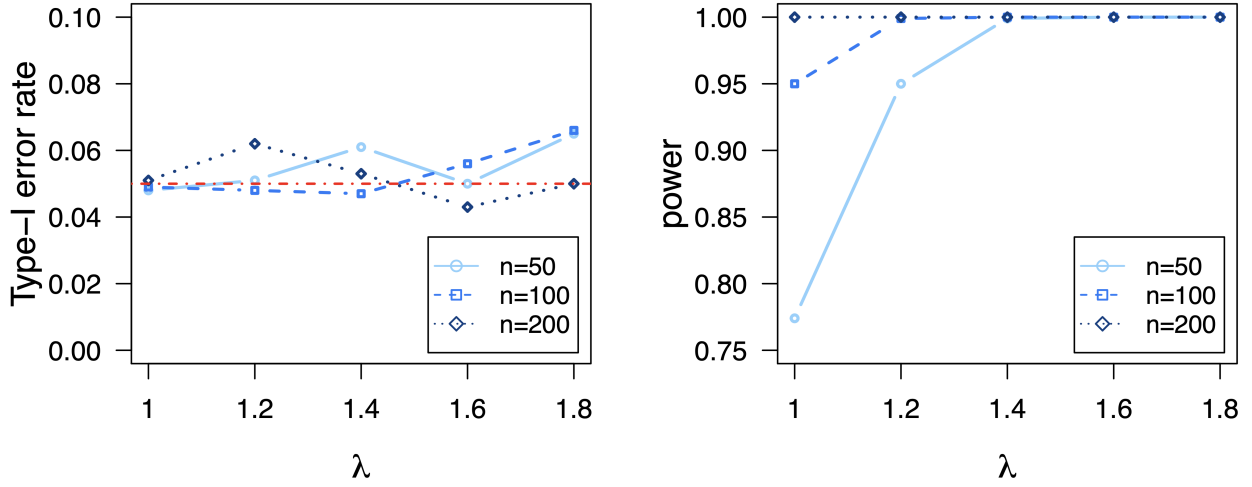 Type−I error rate
0.10
0.08
0.06
0.04
0.02
0.00
n=50
n=100
n=200
1 1.2 1.4 1.6 1.8
λ
power
1.00
0.95
0.90
0.85
0.80
0.75
n=50
n=100
n=200
1 1.2 1.4 1.6 1.8
λ